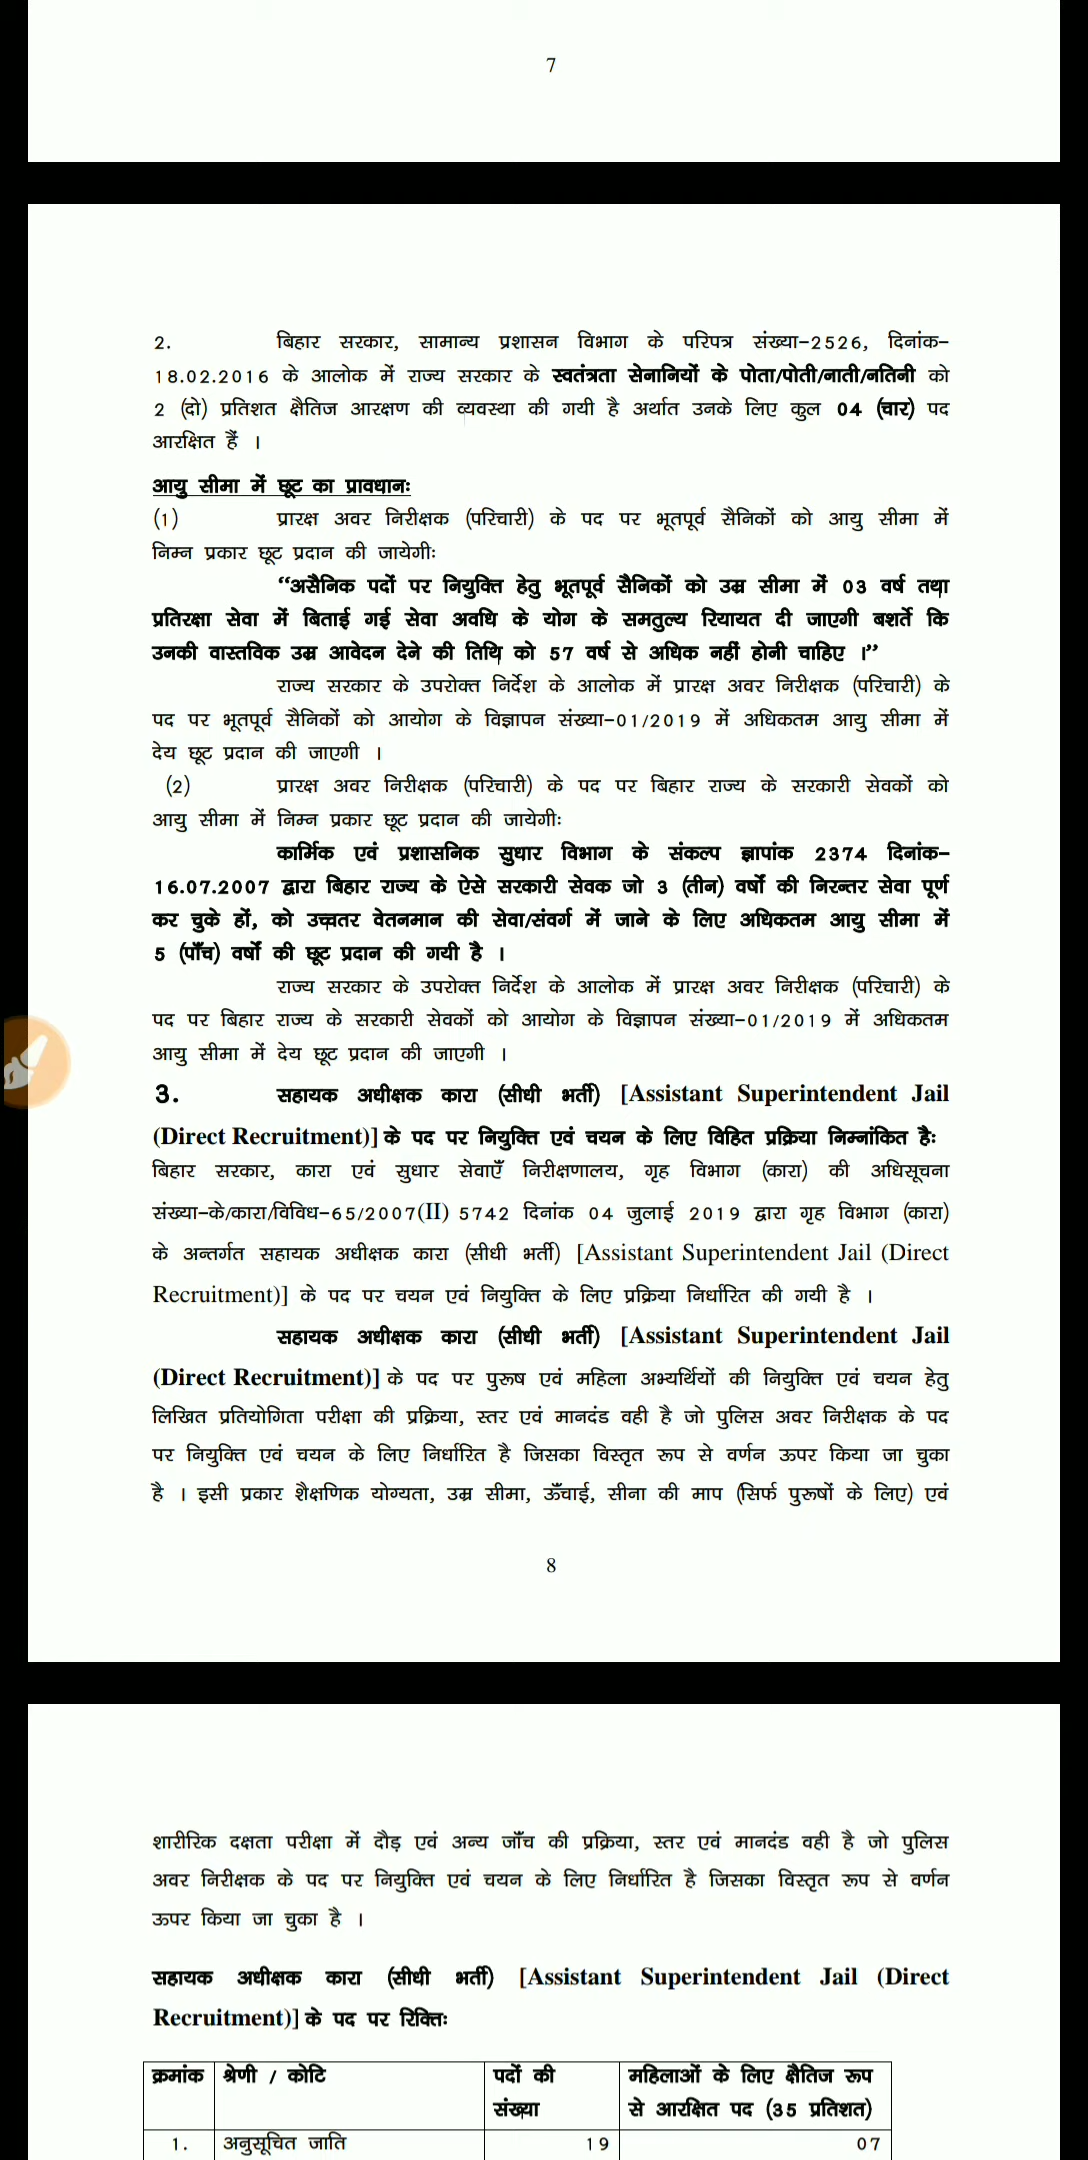 7
2. बिहार सरकार, सामान्य प्रशासन विभाग के परिपत्र संख्या-2526, दिनांक-
18.02.2016 के आलोक में राज्य सरकार के स्वतंत्रता सेनानियों के पोता/पोती/नाती/नतिनी को
2 (दो) प्रतिशत क्षैतिज आरक्षण की व्यवस्था की गयी है अर्थात उनके लिए कुल 04 (चार) पद
आरक्षित हैं ।
आयु सीमा में छूट का प्रावधानः
(1) प्रारक्ष अवर निरीक्षक (परिचारी) के पद पर भूतपूर्व सैनिकों को आयु सीमा में
निम्न प्रकार छूट प्रदान की जायेगीः
“असैनिक पदों पर नियुक्ति हेतु भूतपूर्व सैनिकों को उम्र सीमा में 03 वर्ष तथा
प्रतिरक्षा सेवा में बिताई गई सेवा अवधि के योग के समतुल्य रियायत दी जाएगी बशर्ते कि
उनकी वास्तविक उम्र आवेदन देने की तिथि को 57 वर्ष से अधिक नहीं होनी चाहिए ।”
राज्य सरकार के उपरोक्त निर्देश के आलोक में प्रारक्ष अवर निरीक्षक (परिचारी) के
पद पर भूतपूर्व सैनिकों को आयोग के विज्ञापन संख्या-01/2019 में अधिकतम आयु सीमा में
देय छूट प्रदान की जाएगी ।
(2) प्रारक्ष अवर निरीक्षक (परिचारी) के पद पर बिहार राज्य के सरकारी सेवकों को
आयु सीमा में निम्न प्रकार छूट प्रदान की जायेगीः
कार्मिक एवं प्रशासनिक सुधार विभाग के संकल्प ज्ञापांक 2374 दिनांक-
16.07.2007 द्वारा बिहार राज्य के ऐसे सरकारी सेवक जो 3 (तीन) वर्षों की निरन्तर सेवा पूर्ण
कर चुके हों, को उच्चतर वेतनमान की सेवा/संवर्ग में जाने के लिए अधिकतम आयु सीमा में
5 (पाँच) वर्षों की छूट प्रदान की गयी है ।
राज्य सरकार के उपरोक्त निर्देश के आलोक में प्रारक्ष अवर निरीक्षक (परिचारी) के
पद पर बिहार राज्य के सरकारी सेवकों को आयोग के विज्ञापन संख्या-01/2019 में अधिकतम
आयु सीमा में देय छूट प्रदान की जाएगी ।
3. सहायक अधीक्षक कारा (सीधी भर्ती) [Assistant Superintendent Jail
(Direct Recruitment)] के पद पर नियुक्ति एवं चयन के लिए विहित प्रक्रिया निम्नांकित हैः
बिहार सरकार, कारा एवं सुधार सेवाएँ निरीक्षणालय, गृह विभाग (कारा) की अधिसूचना
संख्या-के/कारा/विविध-65/2007(II) 5742 दिनांक 04 जुलाई 2019 द्वारा गृह विभाग (कारा)
के अन्तर्गत सहायक अधीक्षक कारा (सीधी भर्ती) [Assistant Superintendent Jail (Direct
Recruitment)] के पद पर चयन एवं नियुक्ति के लिए प्रक्रिया निर्धारित की गयी है ।
सहायक अधीक्षक कारा (सीधी भर्ती) [Assistant Superintendent Jail
(Direct Recruitment)] के पद पर पुरूष एवं महिला अभ्यर्थियों की नियुक्ति एवं चयन हेतु
लिखित प्रतियोगिता परीक्षा की प्रक्रिया, स्तर एवं मानदंड वही है जो पुलिस अवर निरीक्षक के पद
पर नियुक्ति एवं चयन के लिए निर्धारित है जिसका विस्तृत रूप से वर्णन ऊपर किया जा चुका
है । इसी प्रकार शैक्षणिक योग्यता, उम्र सीमा, ऊँचाई, सीना की माप (सिर्फ पुरूषों के लिए) एवं
8
शारीरिक दक्षता परीक्षा में दौड़ एवं अन्य जाँच की प्रक्रिया, स्तर एवं मानदंड वही है जो पुलिस
अवर निरीक्षक के पद पर नियुक्ति एवं चयन के लिए निर्धारित है जिसका विस्तृत रूप से वर्णन
ऊपर किया जा चुका है ।
सहायक अधीक्षक कारा (सीधी भर्ती) [Assistant Superintendent Jail (Direct
Recruitment)] के पद पर रिक्तिः
क्रमांक श्रेणी / कोटि पदों की संख्या महिलाओं के लिए क्षैतिज रूप से आरक्षित पद (35 प्रतिशत)
1. अनुसूचित जाति 19 07